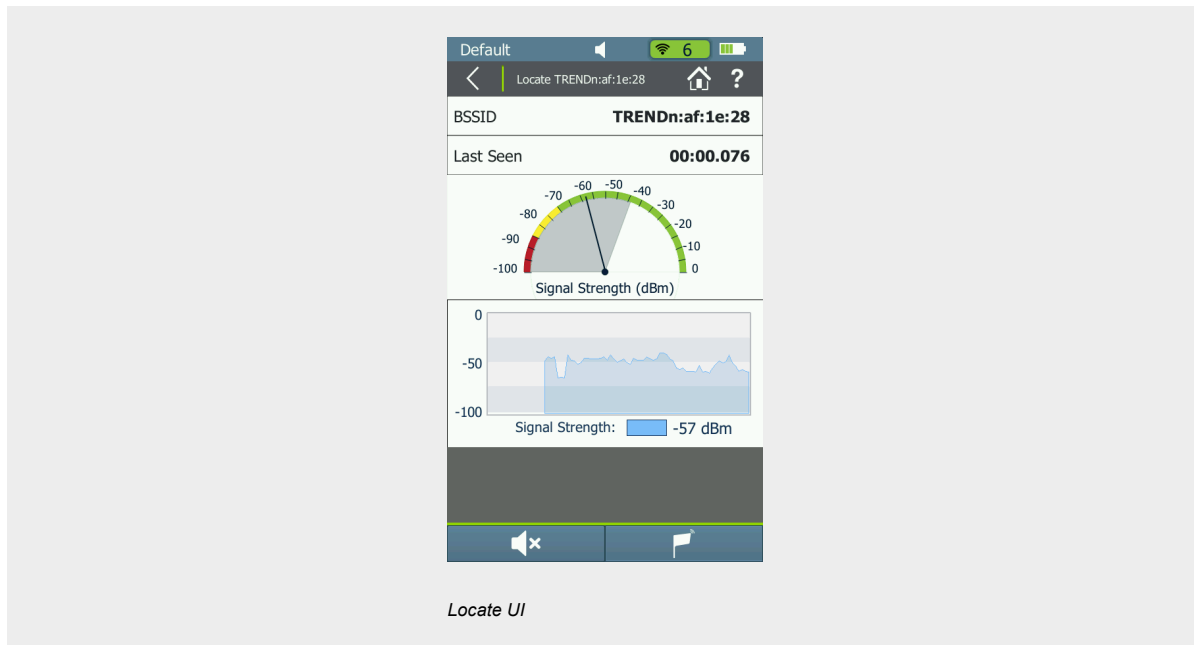 Default 6
Locate TRENDn:af:1e:28 ?
BSSID TRENDn:af:1e:28
Last Seen 00:00.076
-60 -50
-70 -40
-80 -30
-20
-90 -10
-100 0
Signal Strength (dBm)
0
-50
-100
Signal Strength: -57 dBm
Locate UI